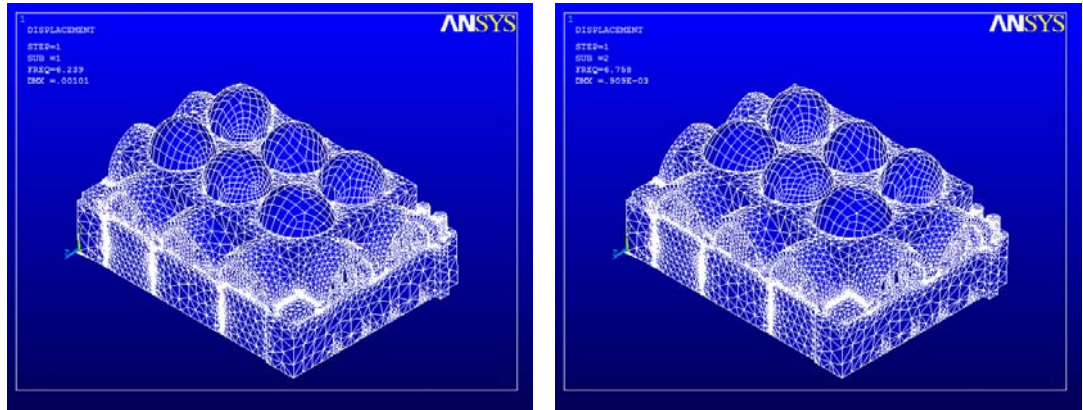 1
ANSYS
DISPLACEMENT
STEP=1
SUB =1
FREQ=6.239
DMX =.00101
1
ANSYS
DISPLACEMENT
STEP=1
SUB =2
FREQ=6.758
DMX =.909E-03